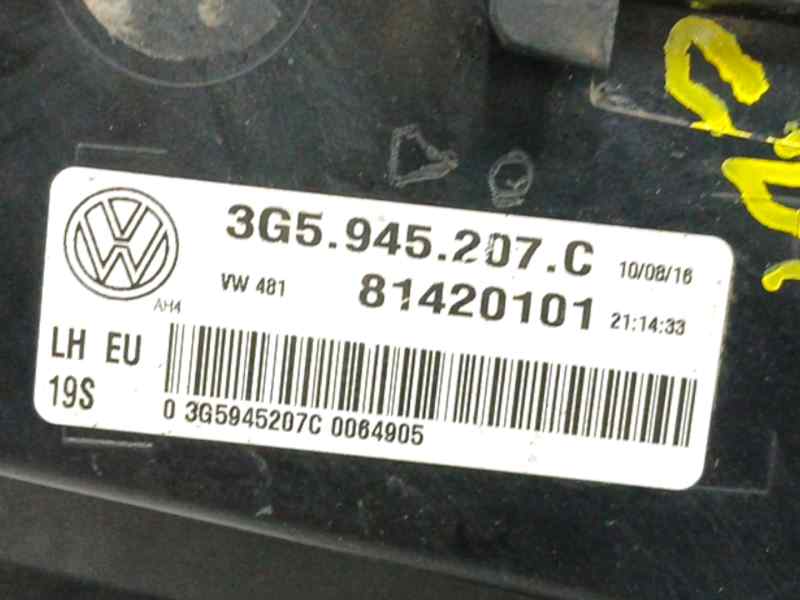 3G5.945.207.C 10/08/16
VW 481 81420101 21:14:33
AH4
LH EU
19S
0 3G5945207C 0064905